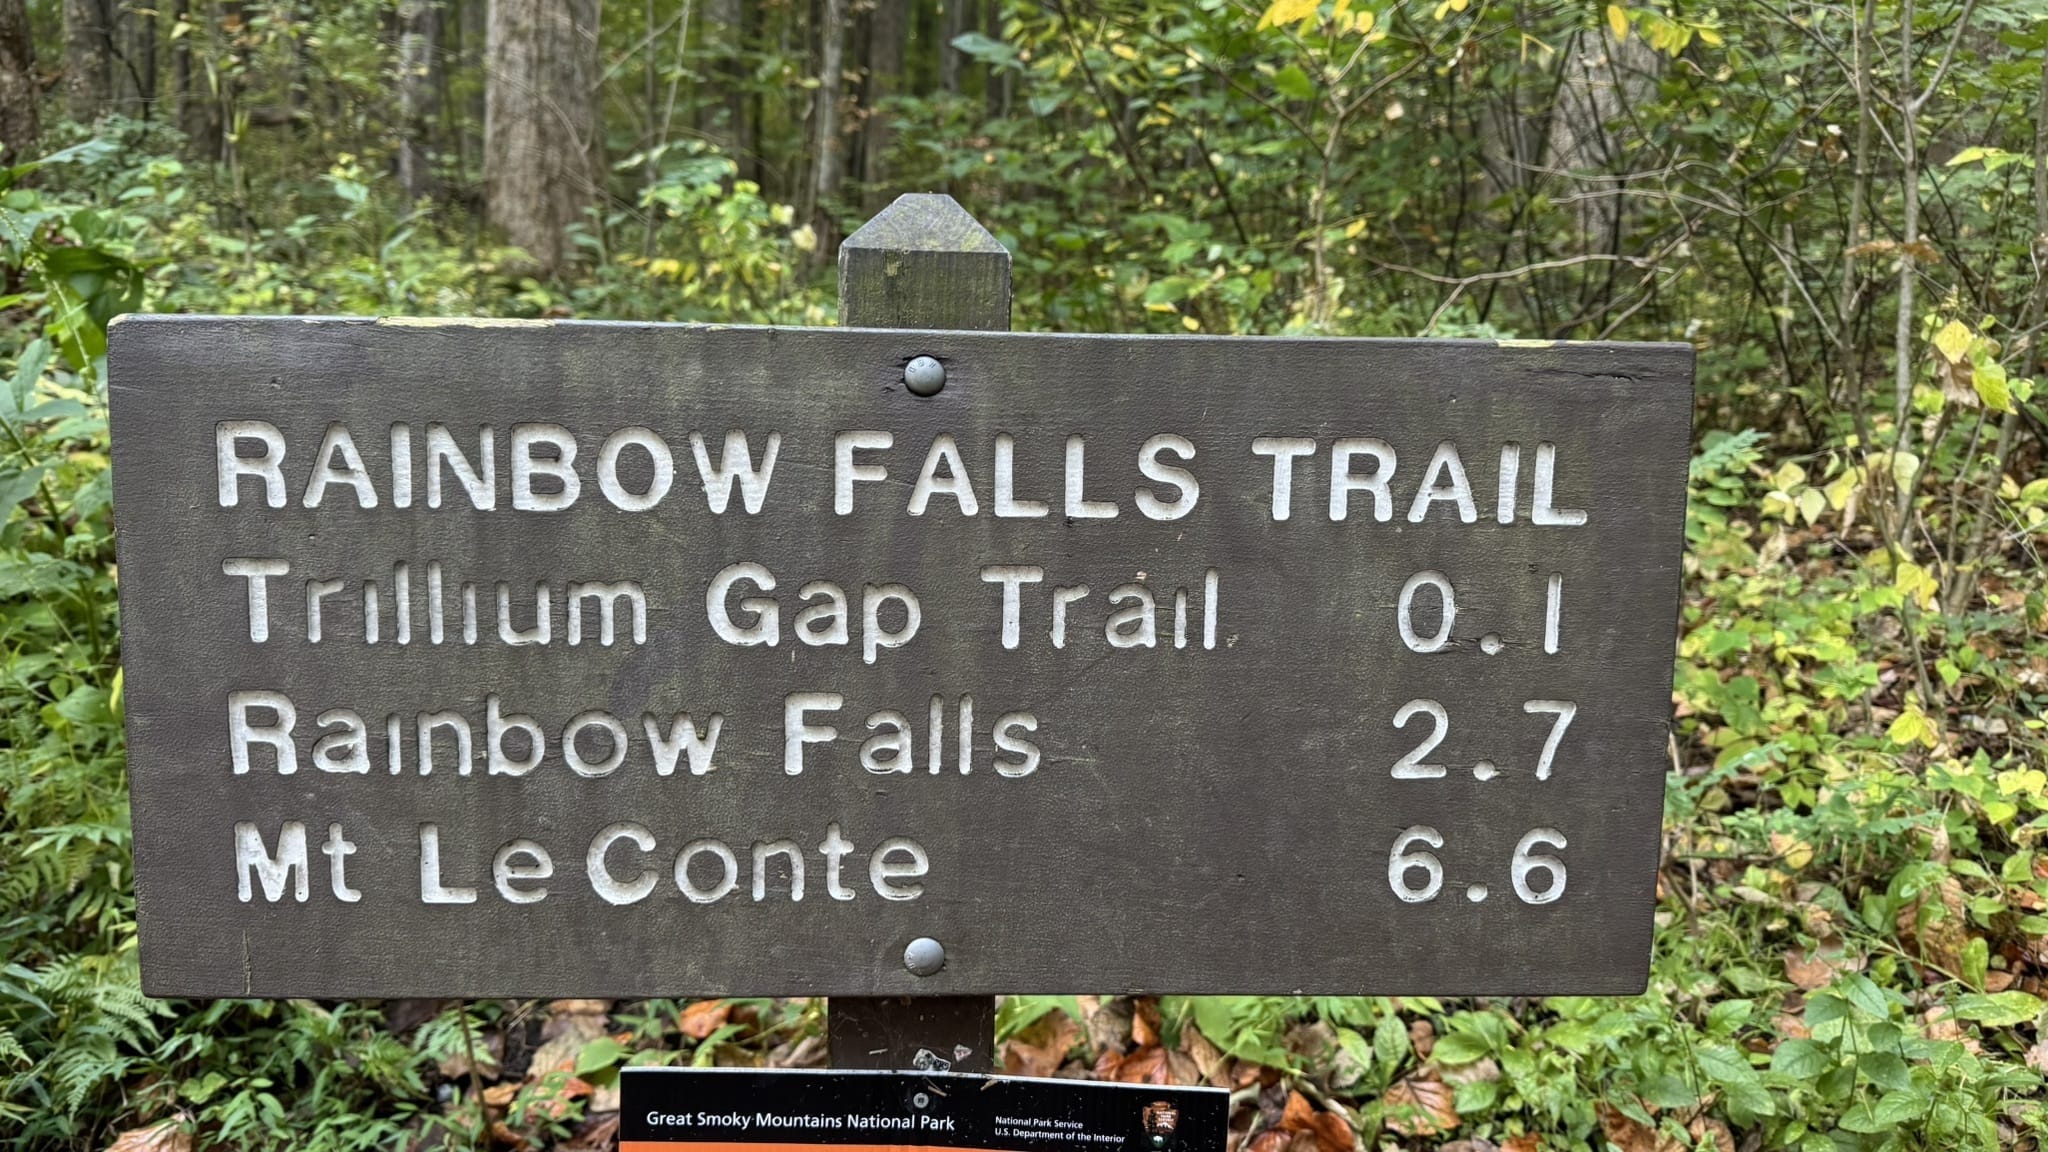 RAINBOW FALLS TRAIL
Trillium Gap Trail 0.1
Rainbow Falls 2.7
Mt Le Conte 6.6
Great Smoky Mountains National Park
National Park Service
U.S. Department of the Interior